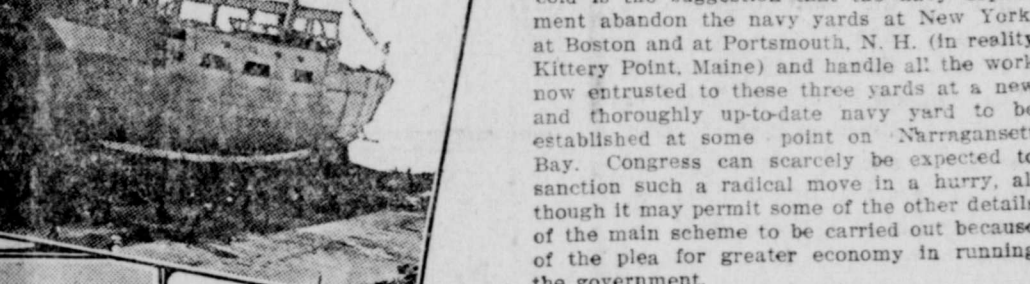 ment abandon the navy yards at New York
at Boston and at Portsmouth, N. H. (in reality
Kittery Point, Maine) and handle all the work
now entrusted to these three yards at a new
and thoroughly up-to-date navy yard to be
established at some point on Narragansett
Bay. Congress can scarcely be expected to
sanction such a radical move in a hurry, al
though it may permit some of the other details
of the main scheme to be carried out because
of the plea for greater economy in running
the government.